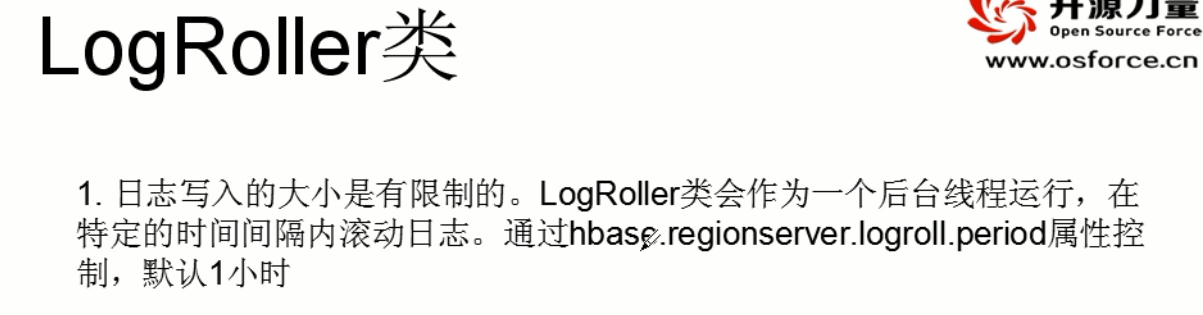 LogRoller类
开源力量
Open Source Force
www.osforce.cn
1. 日志写入的大小是有限制的。LogRoller类会作为一个后台线程运行，在
特定的时间间隔内滚动日志。通过hbase.regionserver.logroll.period属性控
制，默认1小时